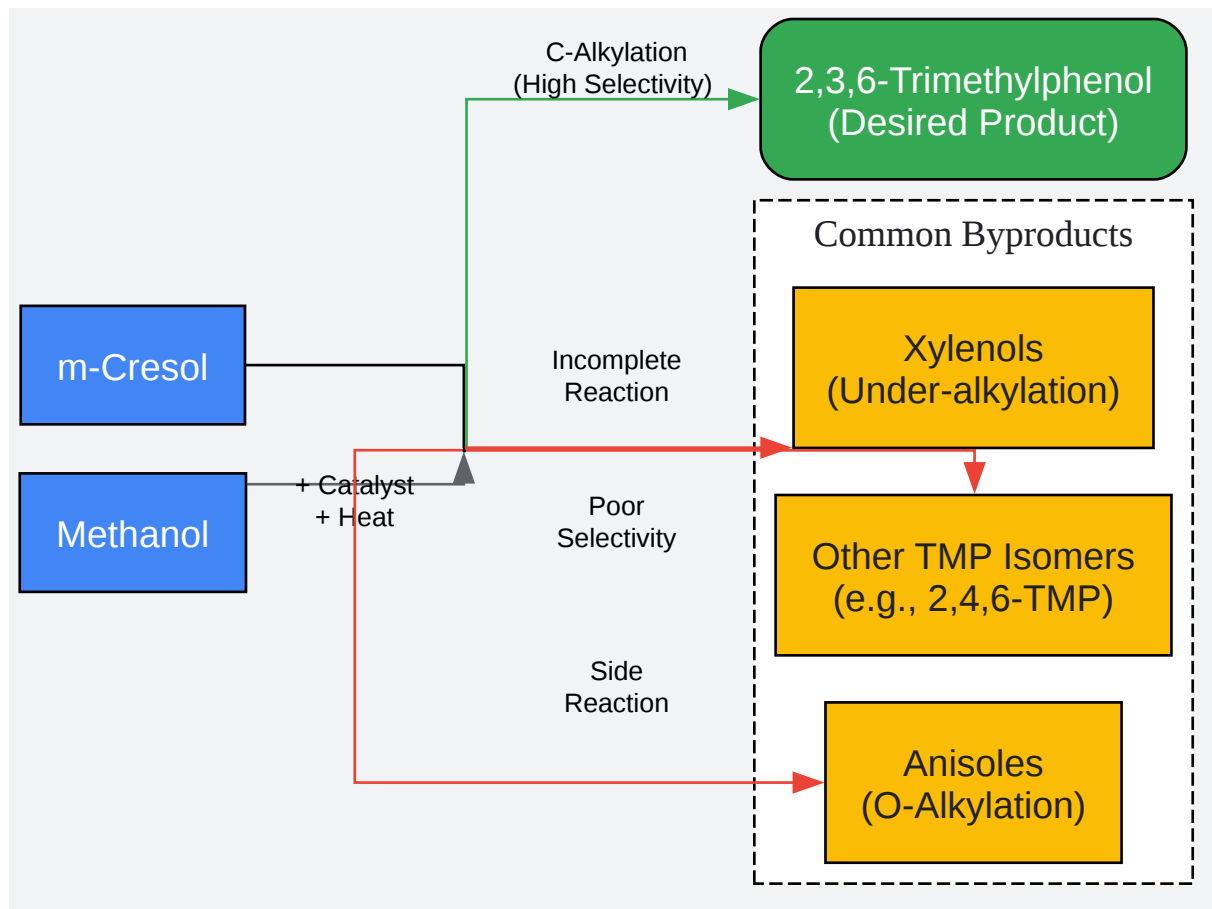 C-Alkylation
(High Selectivity)
2,3,6-Trimethylphenol
(Desired Product)
Common Byproducts
m-Cresol
Incomplete
Reaction
Xylenols
(Under-alkylation)
Methanol
+ Catalyst
+ Heat
Poor
Selectivity
Other TMP Isomers
(e.g., 2,4,6-TMP)
Side
Reaction
Anisoles
(O-Alkylation)